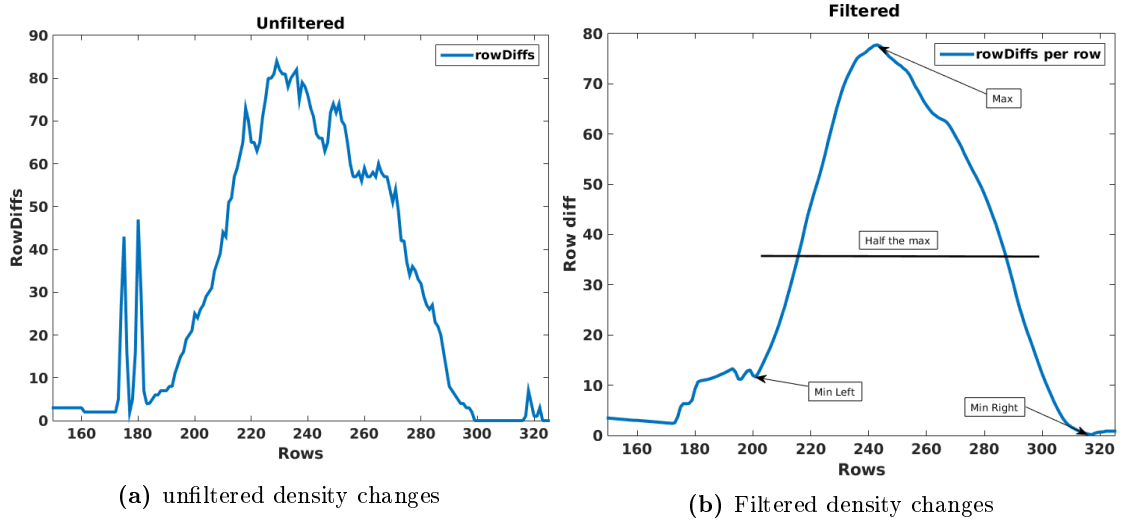 Unfiltered
90
80
70
60
50
40
30
20
10
0
RowDiffs
rowDiffs
160 180 200 220 240 260 280 300 320
Rows
(a) unfiltered density changes
Filtered
80
70
60
50
40
30
20
10
0
Row diff
rowDiffs per row
Max
Half the max
Min Left
Min Right
160 180 200 220 240 260 280 300 320
Rows
(b) Filtered density changes